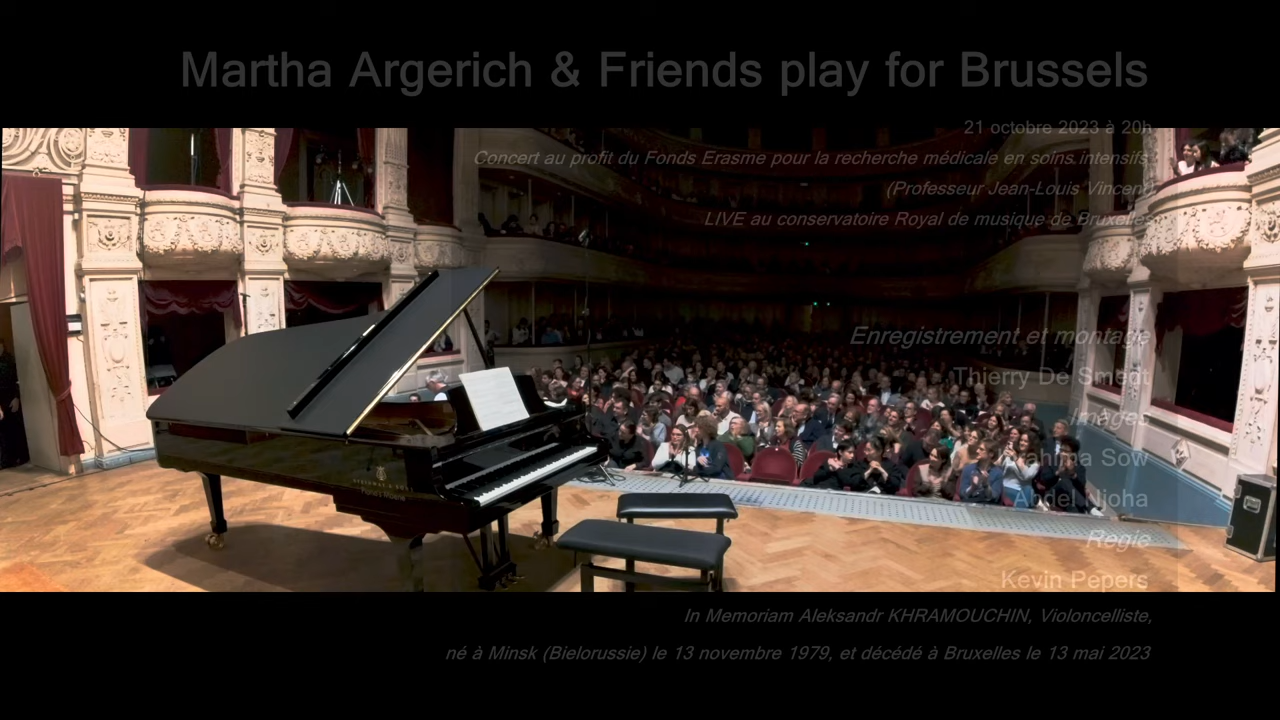 Martha Argerich & Friends play for Brussels
21 octobre 2023 à 20h
Concert au profit du Fonds Erasme pour la recherche médicale en soins intensifs
(Professeur Jean-Louis Vincent)
LIVE au conservatoire Royal de musique de Bruxelles
Enregistrement et montage
Thierry De Smedt
Images
Sow
Abdel Njoha
Régie
Kevin Pepers
In Memoriam Aleksandr KHRAMOUCHIN, Violoncelliste,
né à Minsk (Bielorussie) le 13 novembre 1979, et décédé à Bruxelles le 13 mai 2023